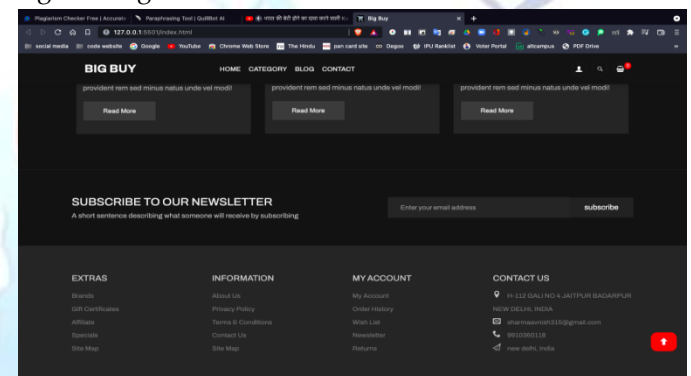 Plagiarism Checker Free | Accurate
Paraphrasing Tool | QuillBot AI
Big Buy
127.0.0.1:5501/index.html
social media
code website
Google
YouTube
Chrome Web Store
The Hindu
pan card site
Degoo
IPU Ranklist
Voter Portal
altcampus
PDF Drive
BIG BUY
HOME CATEGORY BLOG CONTACT
provident rem sed minus natus unde vel modi!
provident rem sed minus natus unde vel modi!
provident rem sed minus natus unde vel modi!
Read More
Read More
Read More
SUBSCRIBE TO OUR NEWSLETTER
A short sentence describing what someone will receive by subscribing
Enter your email address
subscribe
EXTRAS
Brands
Gift Certificates
Affiliate
Specials
Site Map
INFORMATION
About Us
Privacy Policy
Terms & Conditions
Contact Us
Site Map
MY ACCOUNT
My Account
Order History
Wish List
Newsletter
Returns
CONTACT US
H-112 GALI NO 4 JAITPUR BADARPUR
NEW DELHI, INDIA
sharmaavnish315@gmail.com
9910360118
new delhi, India